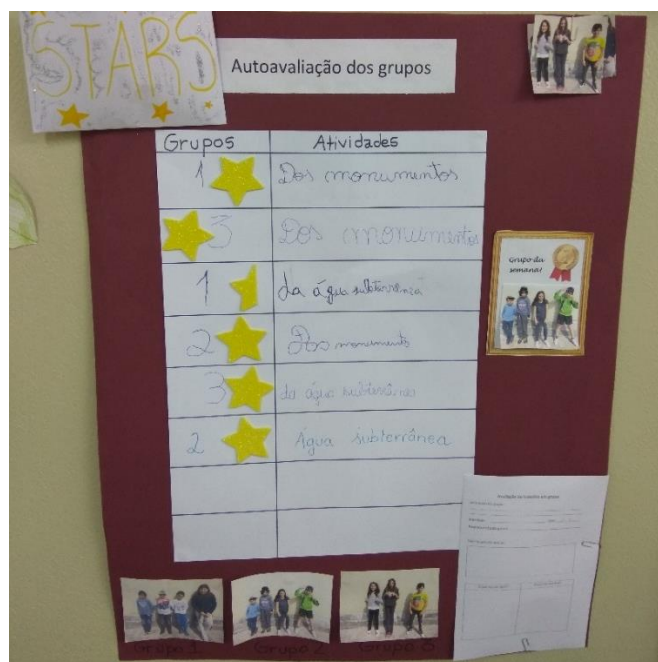 STARS
Autoavaliação dos grupos
Grupos Atividades
1 Dos monumentos
3 Dos monumentos
1 da água subterrânea
2 Dos monumentos
3 da água subterrânea
2 Água subterrânea
Grupo da
semana!
Grupo 1 Grupo 2 Grupo 3